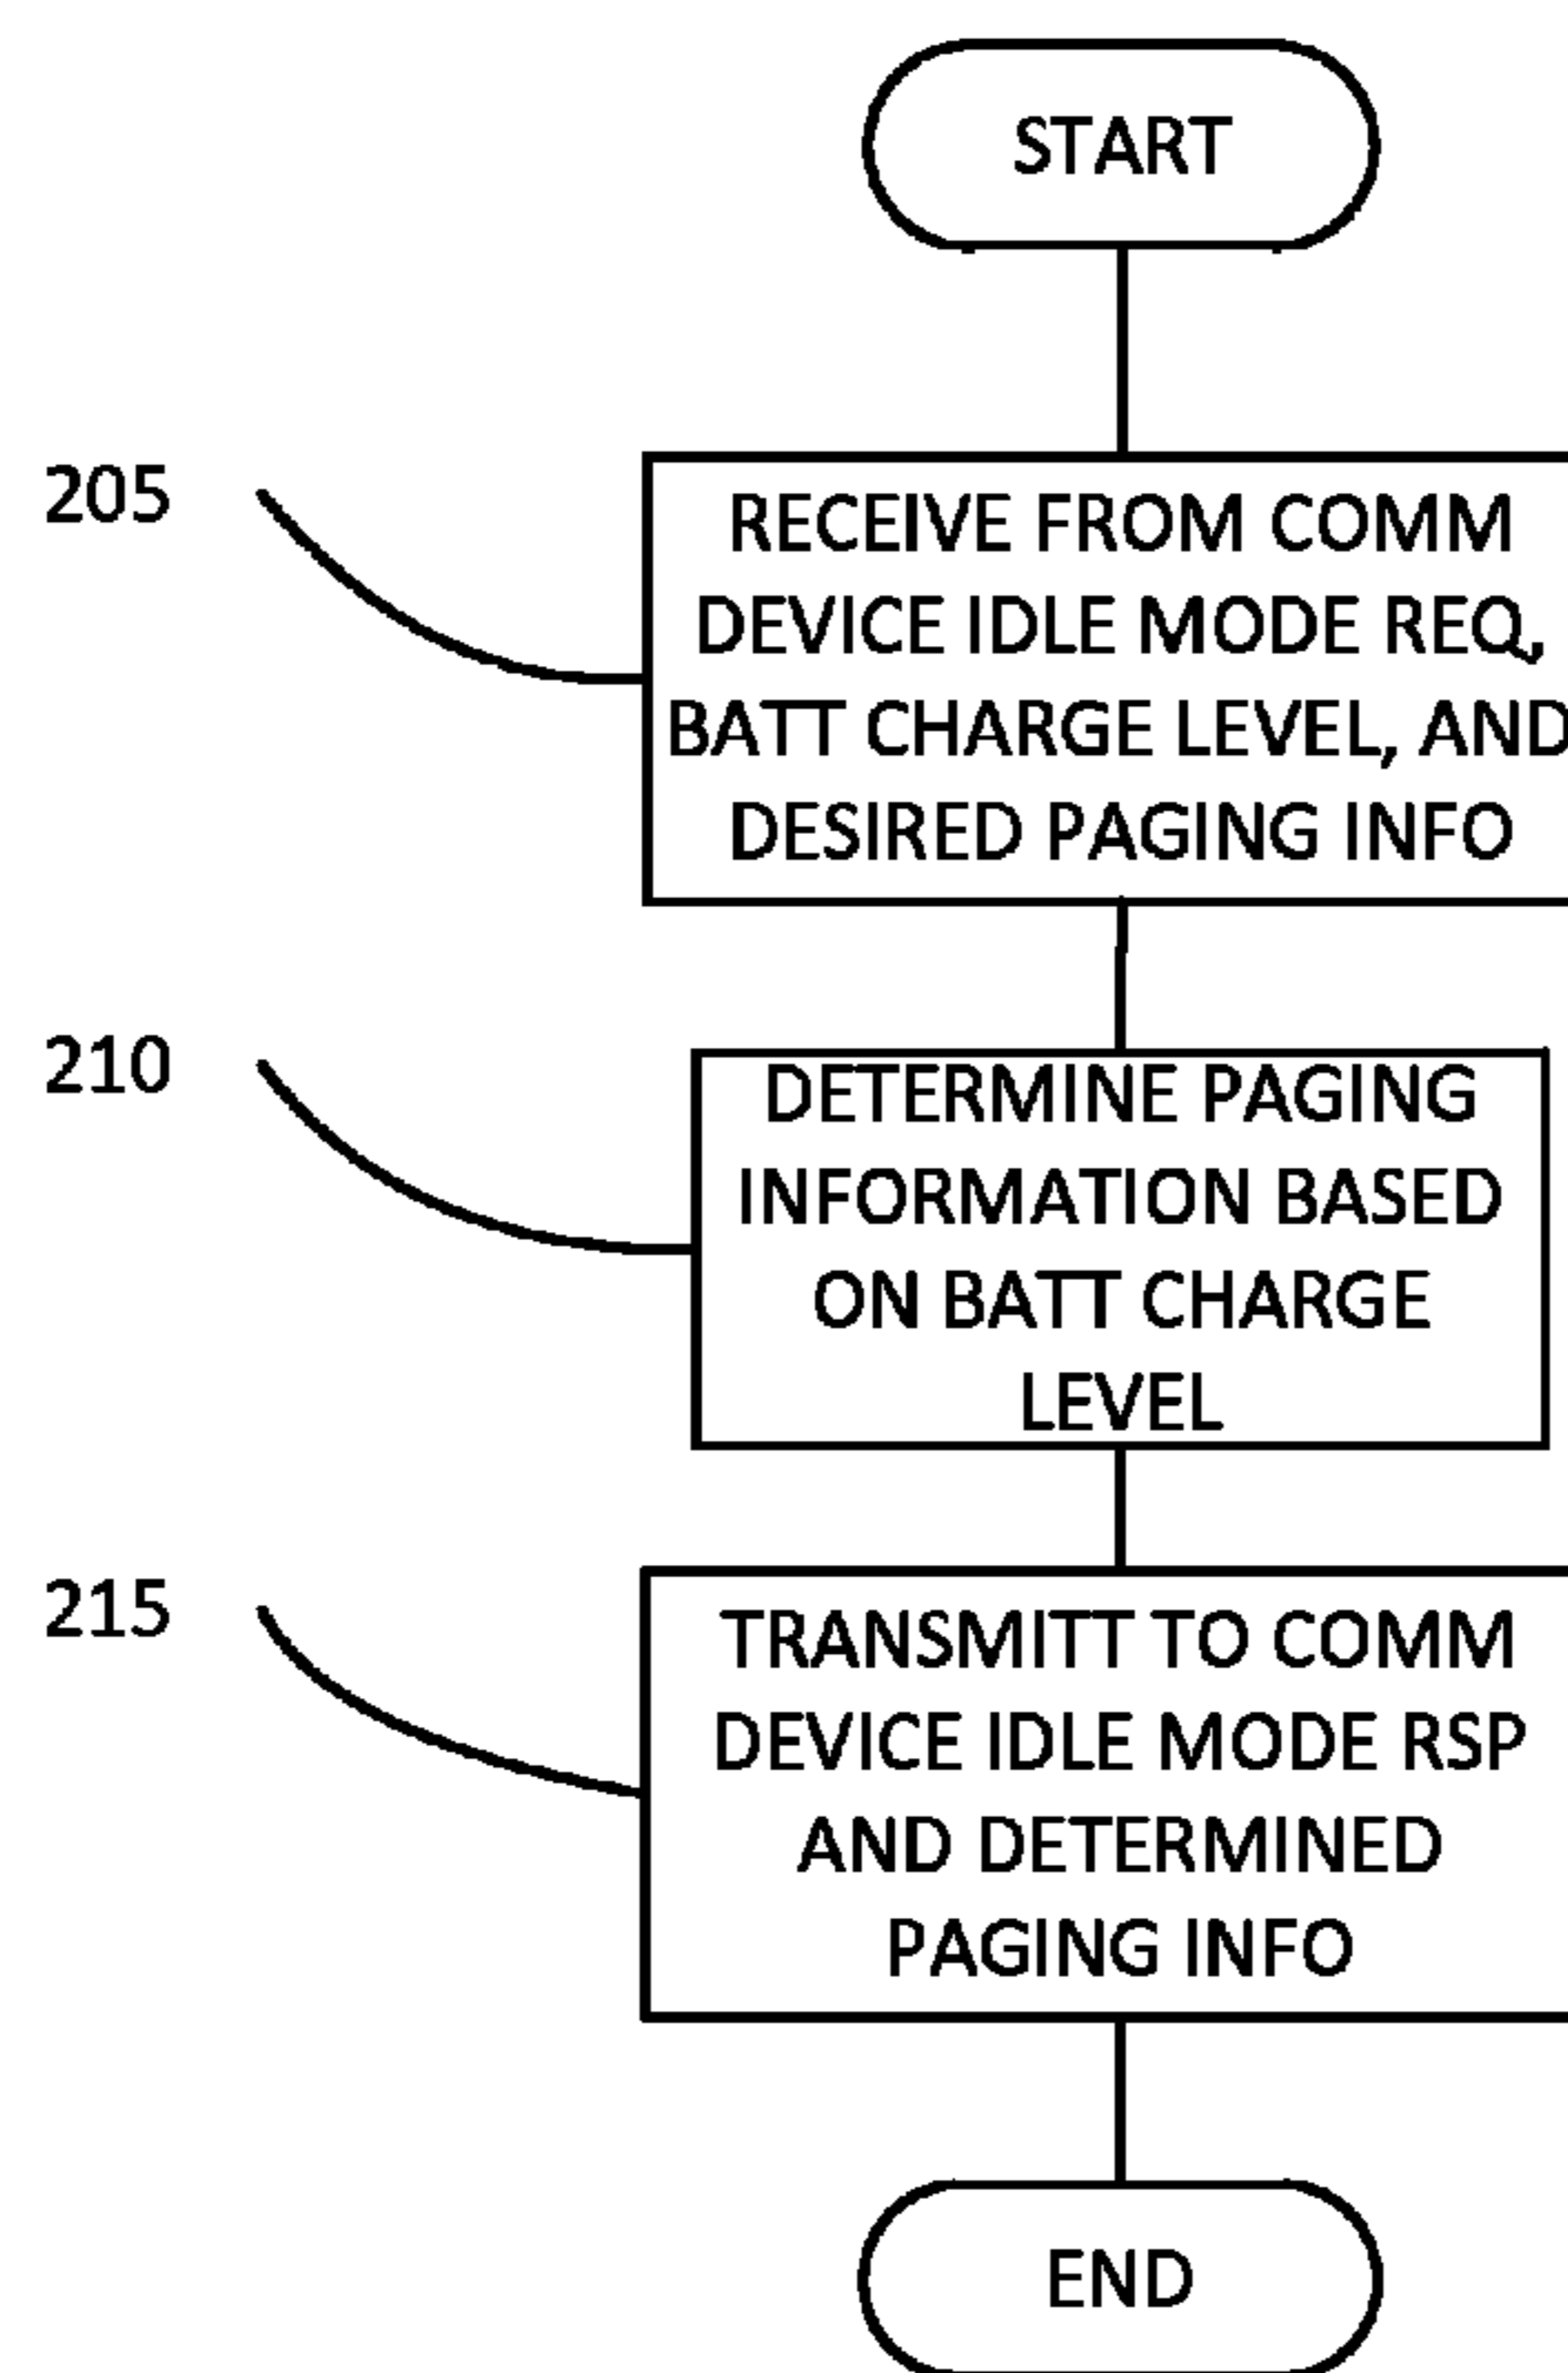 START
205
RECEIVE FROM COMM
DEVICE IDLE MODE REQ,
BATT CHARGE LEVEL, AND
DESIRED PAGING INFO
210
DETERMINE PAGING
INFORMATION BASED
ON BATT CHARGE
LEVEL
215
TRANSMITT TO COMM
DEVICE IDLE MODE RSP
AND DETERMINED
PAGING INFO
END